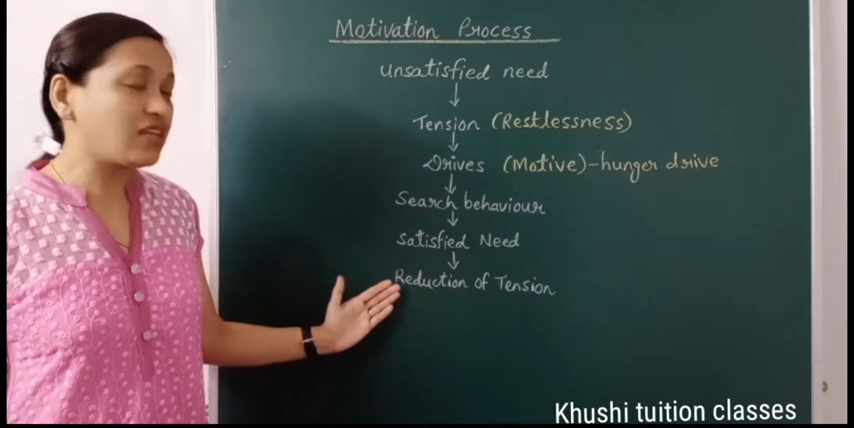 Motivation Process
Unsatisfied need
↓
Tension (Restlessness)
↓
Drives (Motive)-hunger drive
↓
Search behaviour
↓
Satisfied Need
↓
Reduction of Tension
Khushi tuition classes